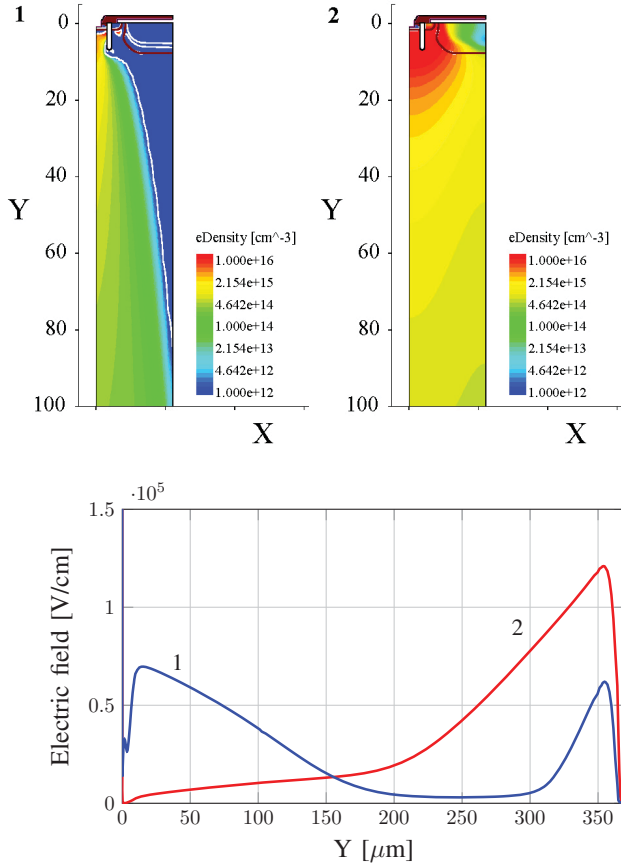 1
0
20
40
60
80
100
Y
X
eDensity [cm^-3]
1.000e+16
2.154e+15
4.642e+14
1.000e+14
2.154e+13
4.642e+12
1.000e+12
2
0
20
40
60
80
100
Y
X
eDensity [cm^-3]
1.000e+16
2.154e+15
4.642e+14
1.000e+14
2.154e+13
4.642e+12
1.000e+12
·10^5
1.5
1
0.5
0
Electric field [V/cm]
1
2
0 50 100 150 200 250 300 350
Y [μm]